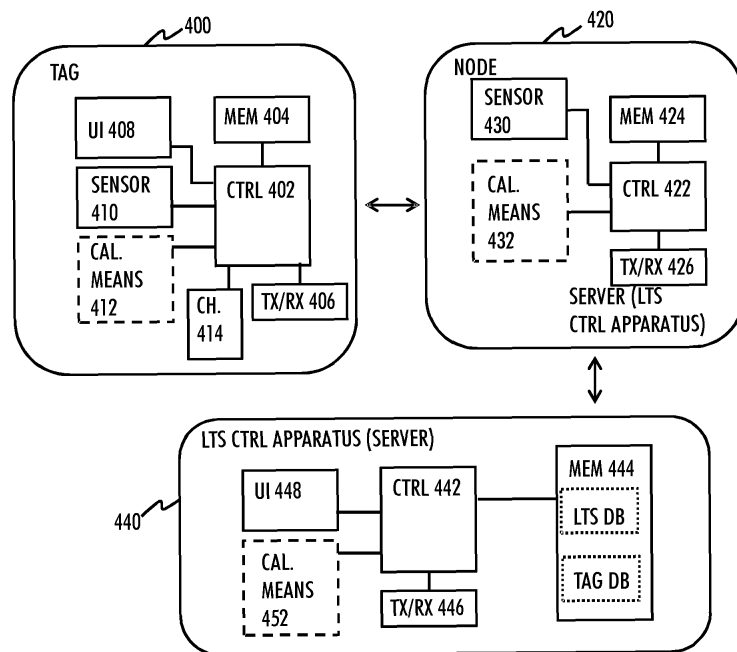 400
TAG
UI 408
MEM 404
SENSOR
410
CTRL 402
CAL.
MEANS
412
CH.
414
TX/RX 406
420
NODE
SENSOR
430
MEM 424
CAL.
MEANS
432
CTRL 422
TX/RX 426
SERVER (LTS
CTRL APPARATUS)
440
LTS CTRL APPARATUS (SERVER)
UI 448
CTRL 442
CAL.
MEANS
452
TX/RX 446
MEM 444
LTS DB
TAG DB